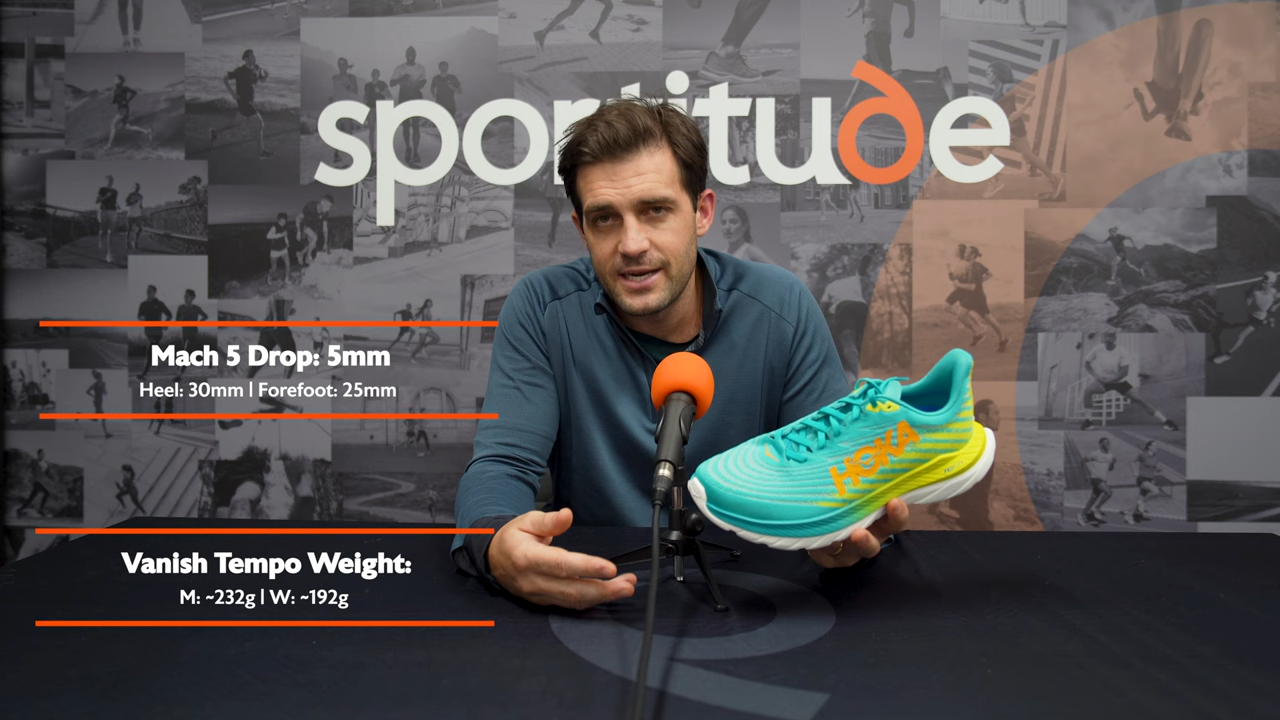 sportitude
Mach 5 Drop: 5mm
Heel: 30mm | Forefoot: 25mm
HOKA
Vanish Tempo Weight:
M: ~232g | W: ~192g